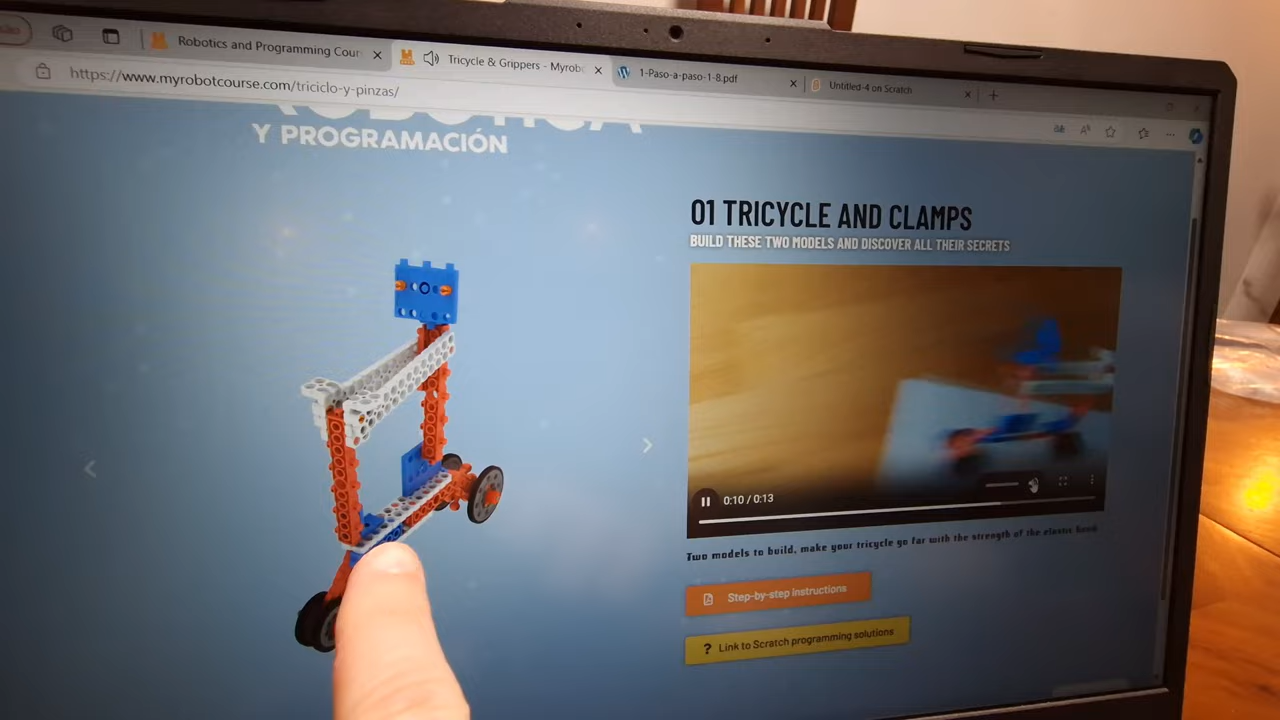 Robotics and Programming Cour
Tricycle & Grippers - Myrob
1-Paso-a-paso-1-8.pdf
Untitled-4 on Scratch
https://www.myrobotcourse.com/triciclo-y-pinzas/
Y PROGRAMACIÓN
01 TRICYCLE AND CLAMPS
BUILD THESE TWO MODELS AND DISCOVER ALL THEIR SECRETS
0:10 / 0:13
Two models to build, make your tricycle go far with the strength of the elastic band
Step-by-step instructions
? Link to Scratch programming solutions